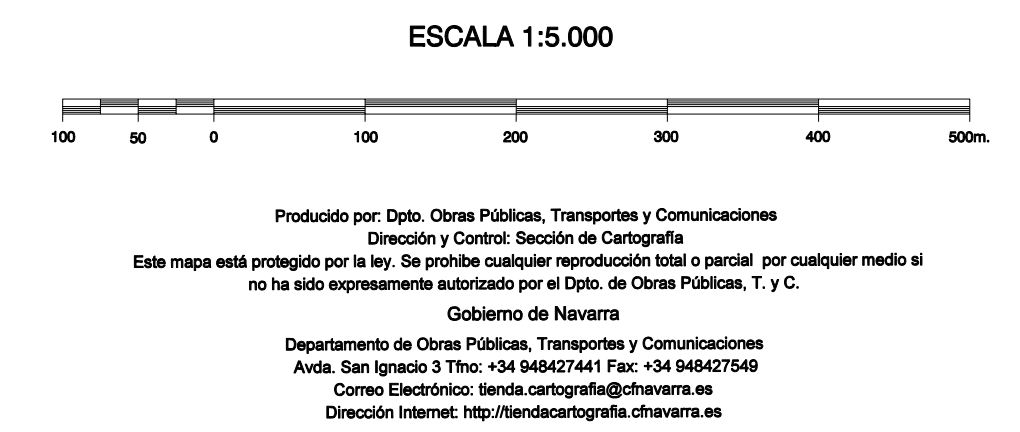 ESCALA 1:5.000
100 50 0 100 200 300 400 500m.
Producido por: Dpto. Obras Públicas, Transportes y Comunicaciones
Dirección y Control: Sección de Cartografía
Este mapa está protegido por la ley. Se prohibe cualquier reproducción total o parcial por cualquier medio si
no ha sido expresamente autorizado por el Dpto. de Obras Públicas, T. y C.
Gobierno de Navarra
Departamento de Obras Públicas, Transportes y Comunicaciones
Avda. San Ignacio 3 Tfno: +34 948427441 Fax: +34 948427549
Correo Electrónico: tienda.cartografia@cfnavarra.es
Dirección Internet: http://tiendacartografia.cfnavarra.es